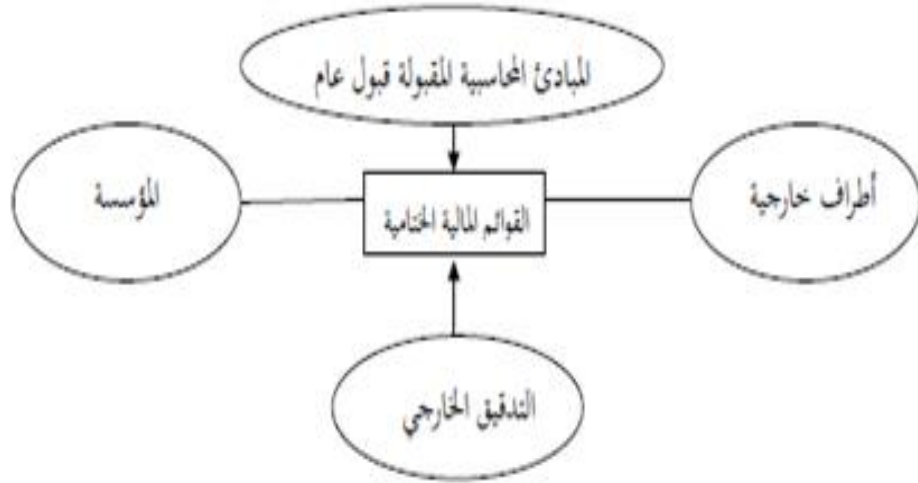 المبادئ المحاسبية المقبولة قبول عام
أطراف خارجية
القوائم المالية الختامية
المؤسسة
التدقيق الخارجي